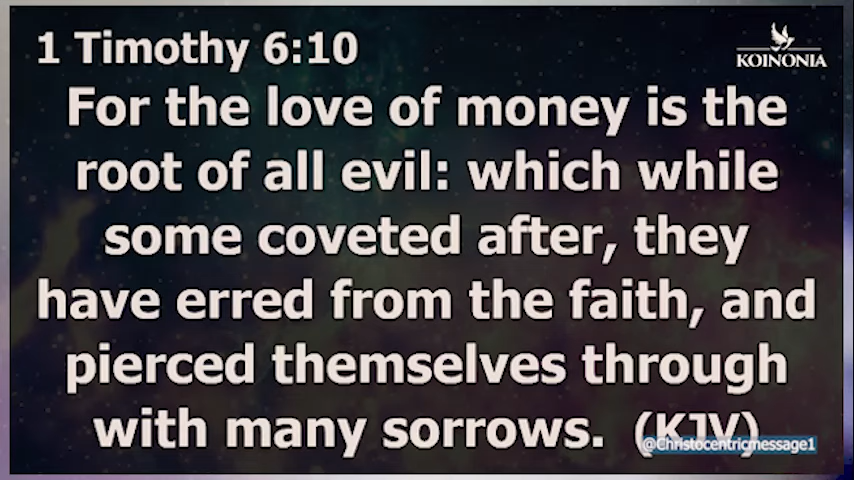 1 Timothy 6:10
KOINONIA
For the love of money is the
root of all evil: which while
some coveted after, they
have erred from the faith, and
pierced themselves through
with many sorrows. (KJV)
@Christocentricmessage1